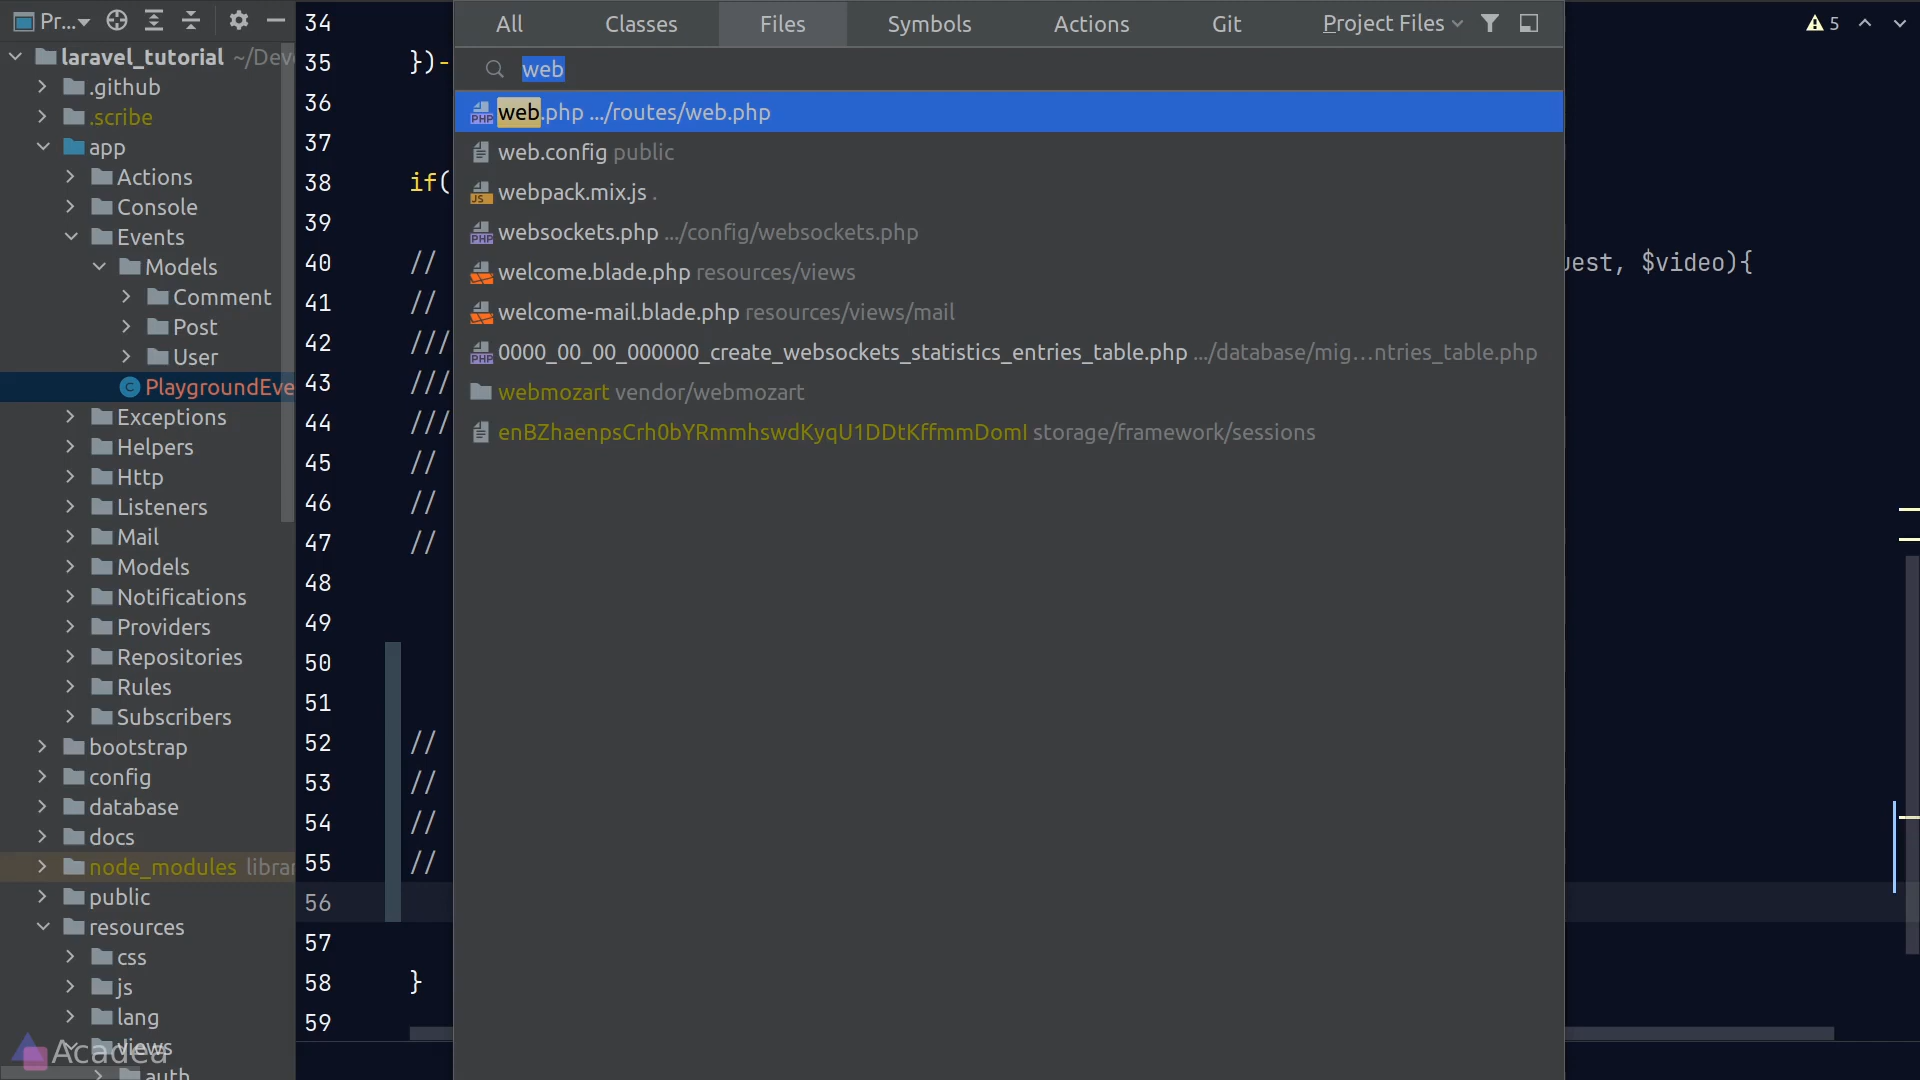 Pr...
laravel_tutorial ~/Dev
.github
.scribe
app
Actions
Console
Events
Models
Comment
Post
User
PlaygroundEve
Exceptions
Helpers
Http
Listeners
Mail
Models
Notifications
Providers
Repositories
Rules
Subscribers
bootstrap
config
database
docs
node_modules librar
public
resources
css
js
lang
views
auth
Acadea
34
35 })-
36
37
38 if(
39
40 // uest, $video){
41 //
42 ///
43 ///
44 ///
45 //
46 //
47 //
48
49
50
51
52 //
53 //
54 //
55 //
56
57
58 }
59
All Classes Files Symbols Actions Git Project Files
web
web.php .../routes/web.php
web.config public
webpack.mix.js .
websockets.php .../config/websockets.php
welcome.blade.php resources/views
welcome-mail.blade.php resources/views/mail
0000_00_00_000000_create_websockets_statistics_entries_table.php .../database/mig...ntries_table.php
webmozart vendor/webmozart
enBZhaenpsCrh0bYRmmhswdKyqU1DDtKffmmDomI storage/framework/sessions
5